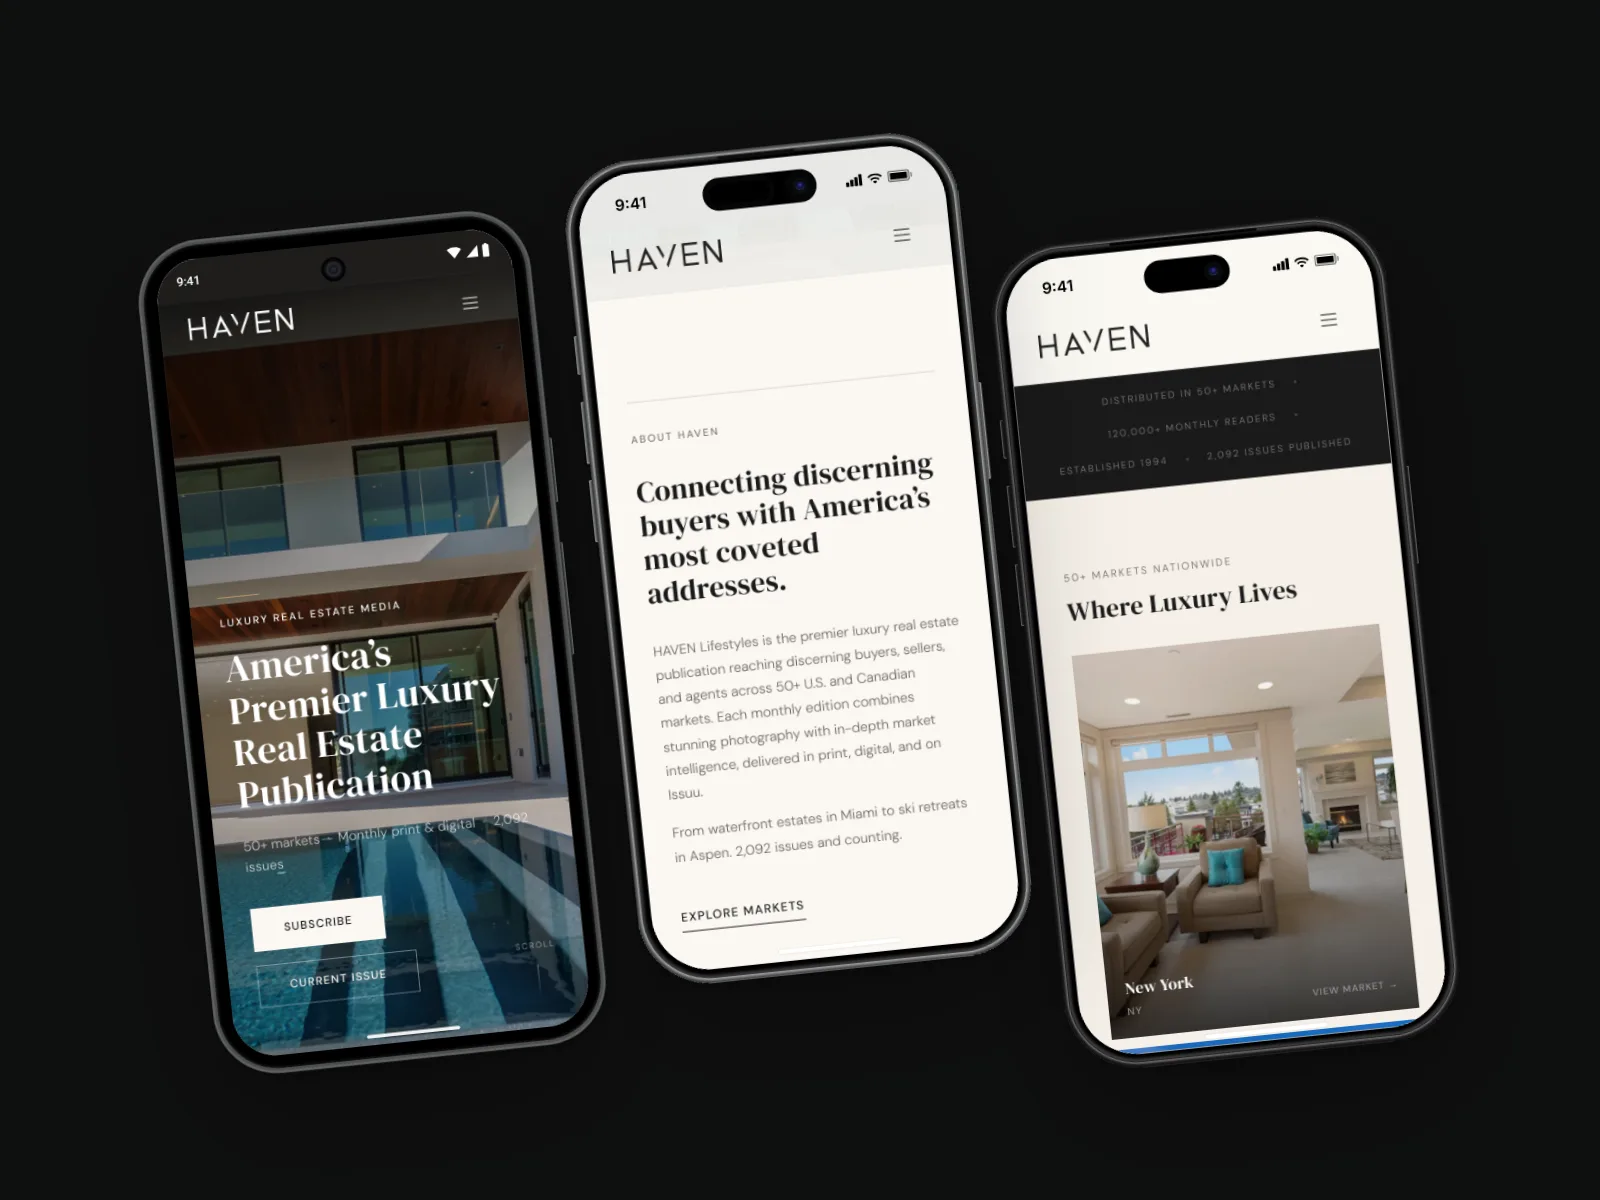 9:41
HAVEN
LUXURY REAL ESTATE MEDIA
America’s
Premier Luxury
Real Estate
Publication
50+ markets — Monthly print & digital — 2,092
issues
SUBSCRIBE
SCROLL
CURRENT ISSUE
9:41
HAVEN
ABOUT HAVEN
Connecting discerning
buyers with America’s
most coveted
addresses.
HAVEN Lifestyles is the premier luxury real estate
publication reaching discerning buyers, sellers,
and agents across 50+ U.S. and Canadian
markets. Each monthly edition combines
stunning photography with in-depth market
intelligence, delivered in print, digital, and on
Issuu.
From waterfront estates in Miami to ski retreats
in Aspen. 2,092 issues and counting.
EXPLORE MARKETS
9:41
HAVEN
DISTRIBUTED IN 50+ MARKETS •
120,000+ MONTHLY READERS •
ESTABLISHED 1994 • 2,092 ISSUES PUBLISHED
50+ MARKETS NATIONWIDE
Where Luxury Lives
New York
NY
VIEW MARKET →